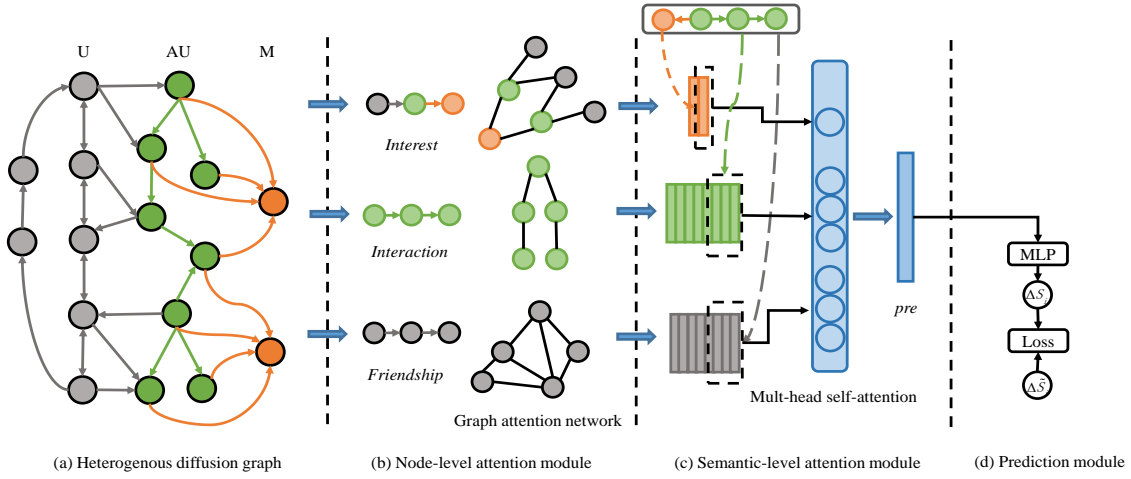 U AU M
Interest
Interaction
Friendship
Graph attention network
Mult-head self-attention
pre
MLP
ΔS_i
Loss
ΔS̃
(a) Heterogenous diffusion graph
(b) Node-level attention module
(c) Semantic-level attention module
(d) Prediction module